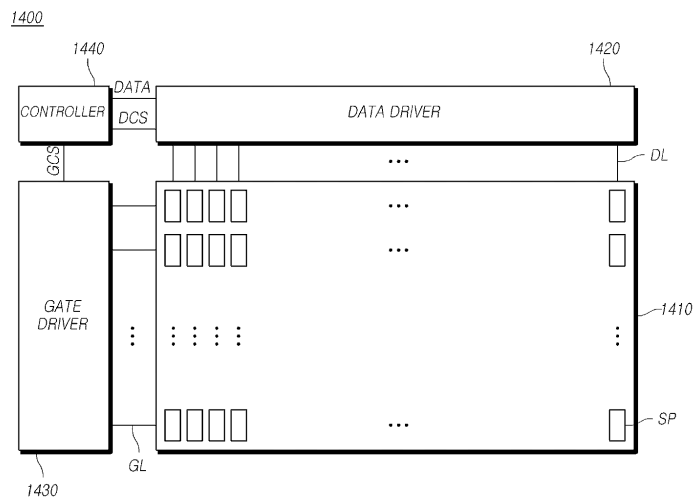 1400
1440
1420
DATA
CONTROLLER
DCS
DATA DRIVER
GCS
DL
GATE
DRIVER
1410
SP
GL
1430